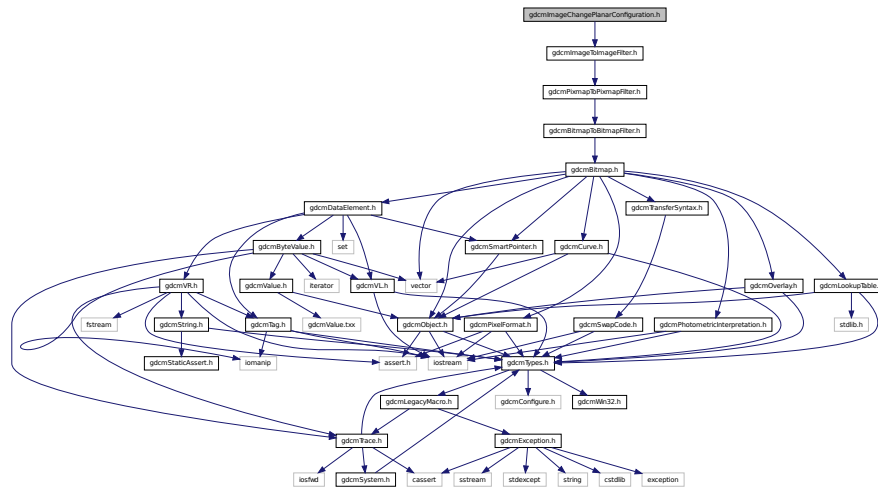 gdcmImageChangePlanarConfiguration.h
gdcmImageToImageFilter.h
gdcmPixmapToPixmapFilter.h
gdcmBitmapToBitmapFilter.h
gdcmBitmap.h
gdcmDataElement.h
gdcmTransferSyntax.h
gdcmByteValue.h
set
gdcmSmartPointer.h
gdcmCurve.h
gdcmVR.h
gdcmValue.h
iterator
gdcmVL.h
vector
gdcmOverlay.h
gdcmLookupTable.
fstream
gdcmString.h
gdcmTag.h
gdcmValue.txx
gdcmObject.h
gdcmPixelFormat.h
gdcmSwapCode.h
gdcmPhotometricInterpretation.h
stdlib.h
gdcmStaticAssert.h
iomanip
assert.h
iostream
gdcmTypes.h
gdcmLegacyMacro.h
gdcmConfigure.h
gdcmWin32.h
gdcmTrace.h
gdcmException.h
iosfwd
gdcmSystem.h
cassert
sstream
stdexcept
string
cstdlib
exception